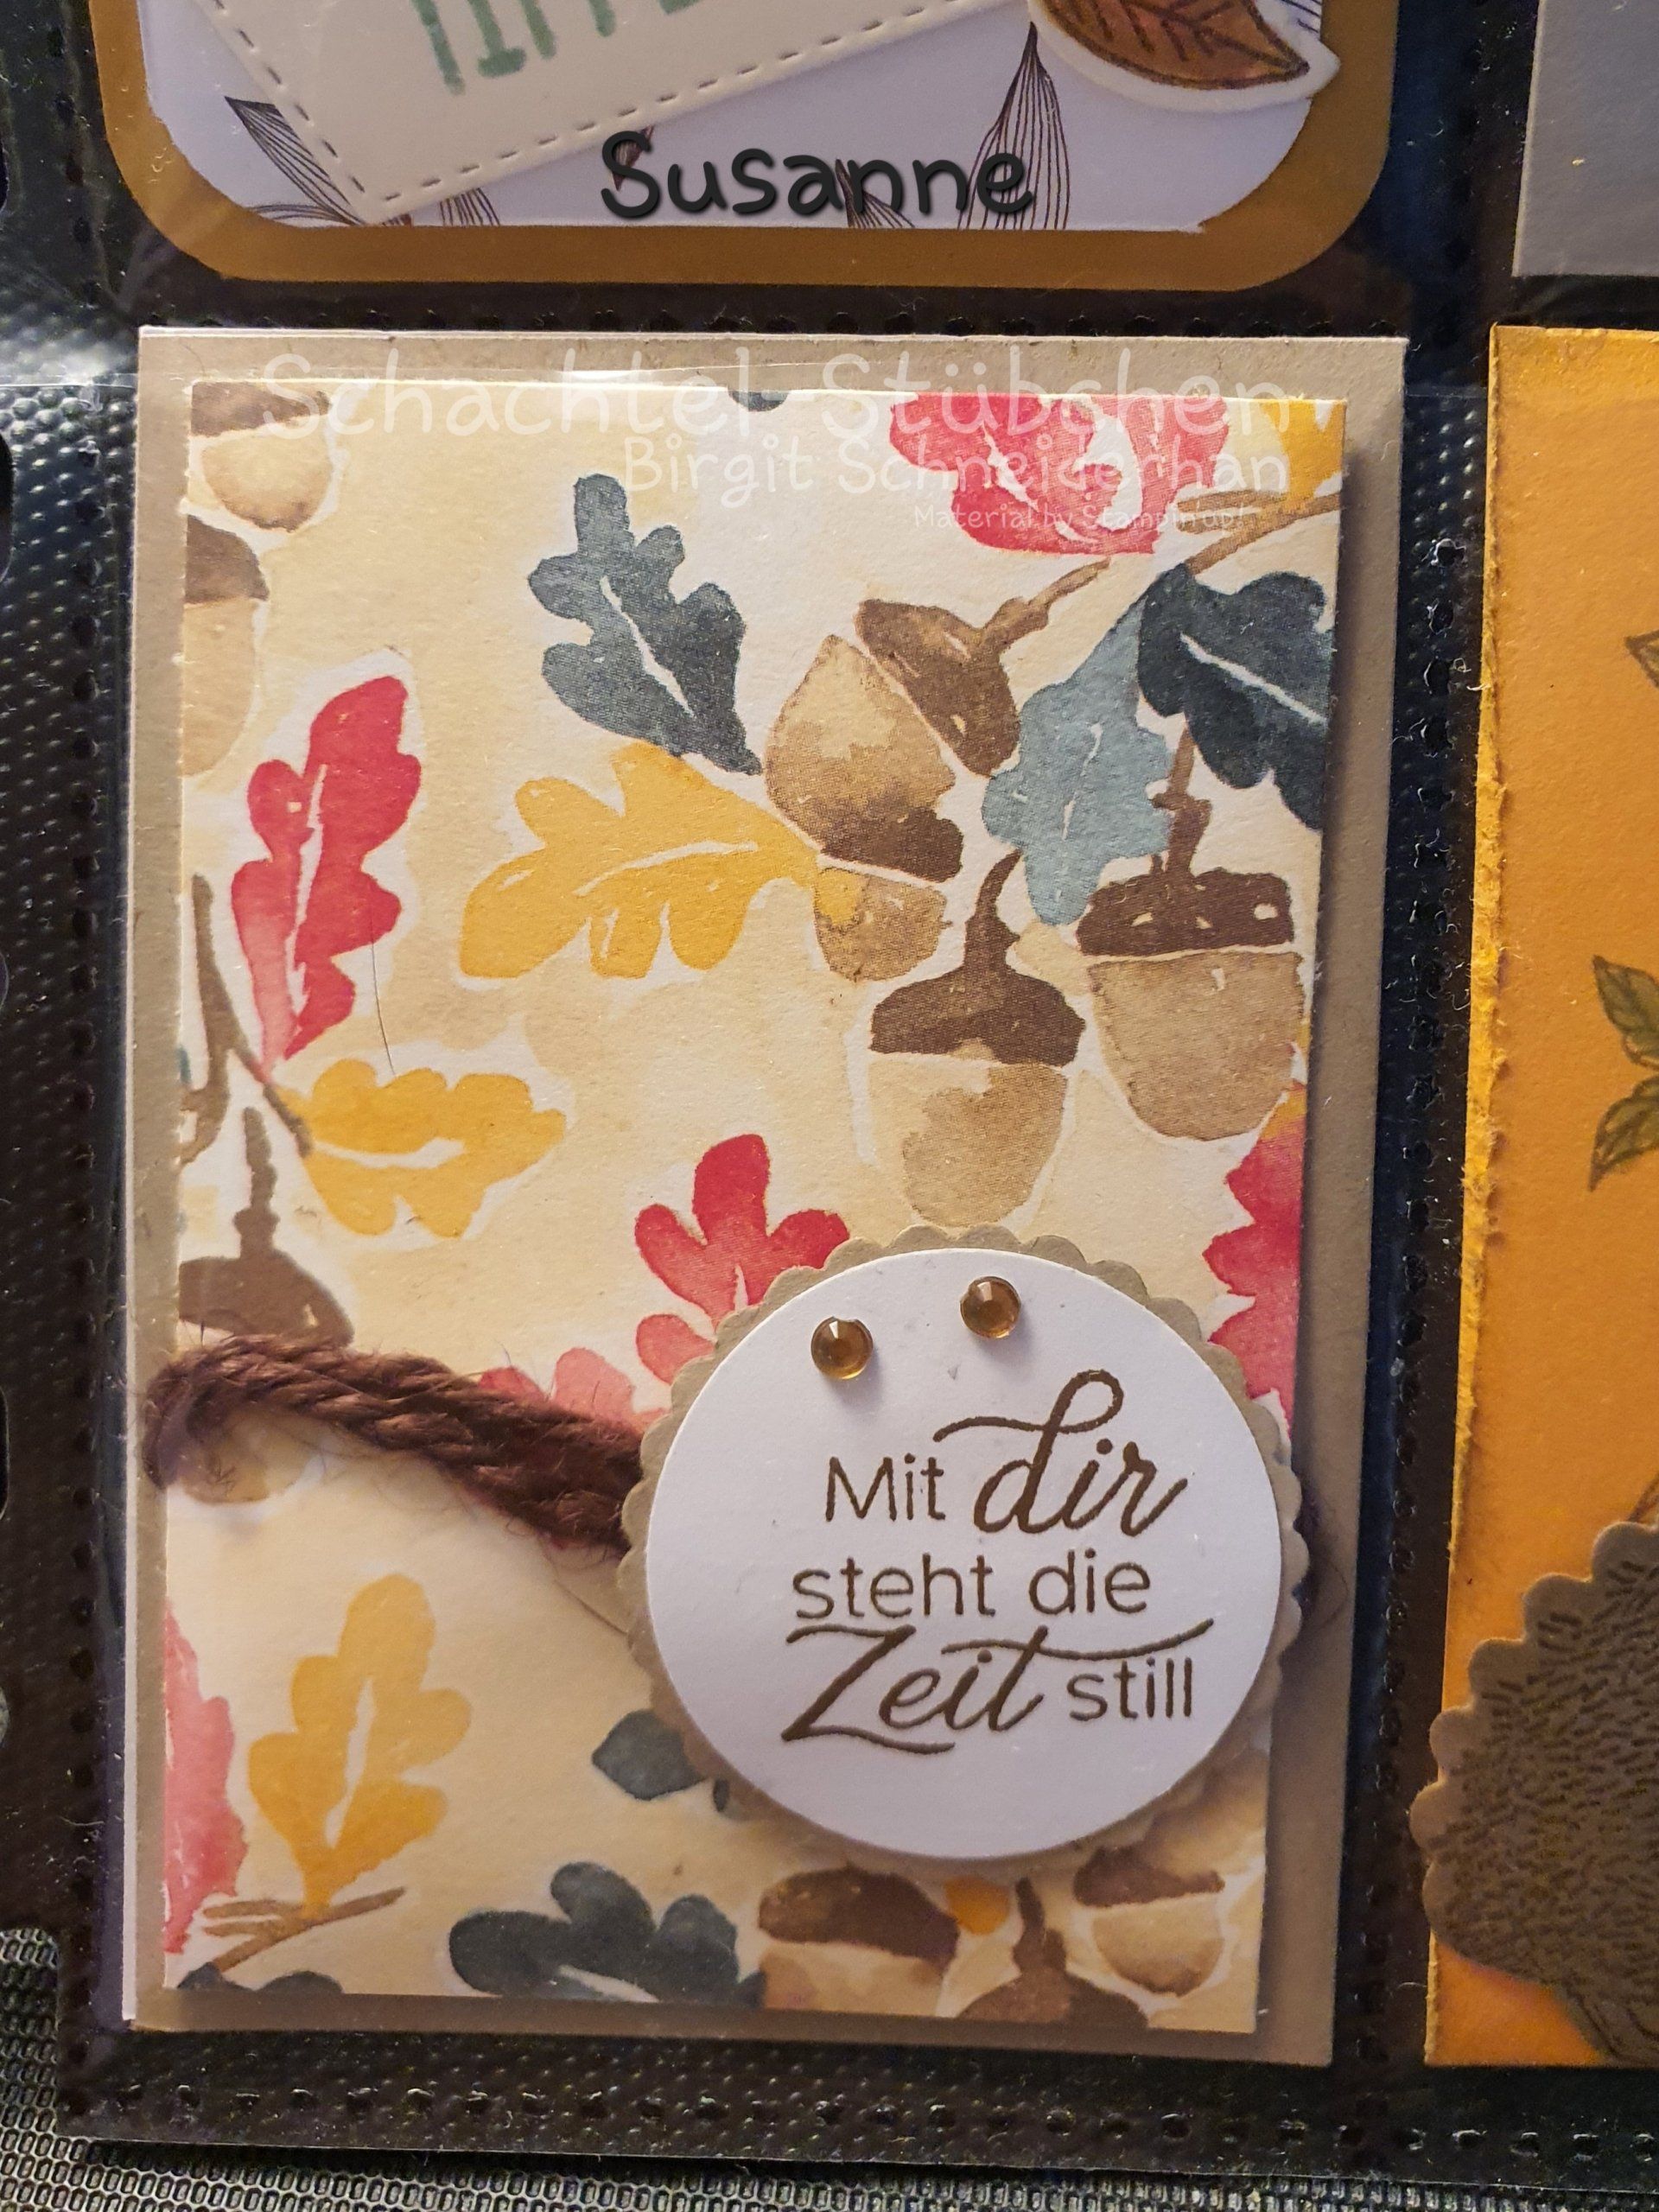 Susanne
Schachtel Stübchen
Birgit Schneiderhan
Material by Stampin'up!
Mit dir
steht die
Zeit still